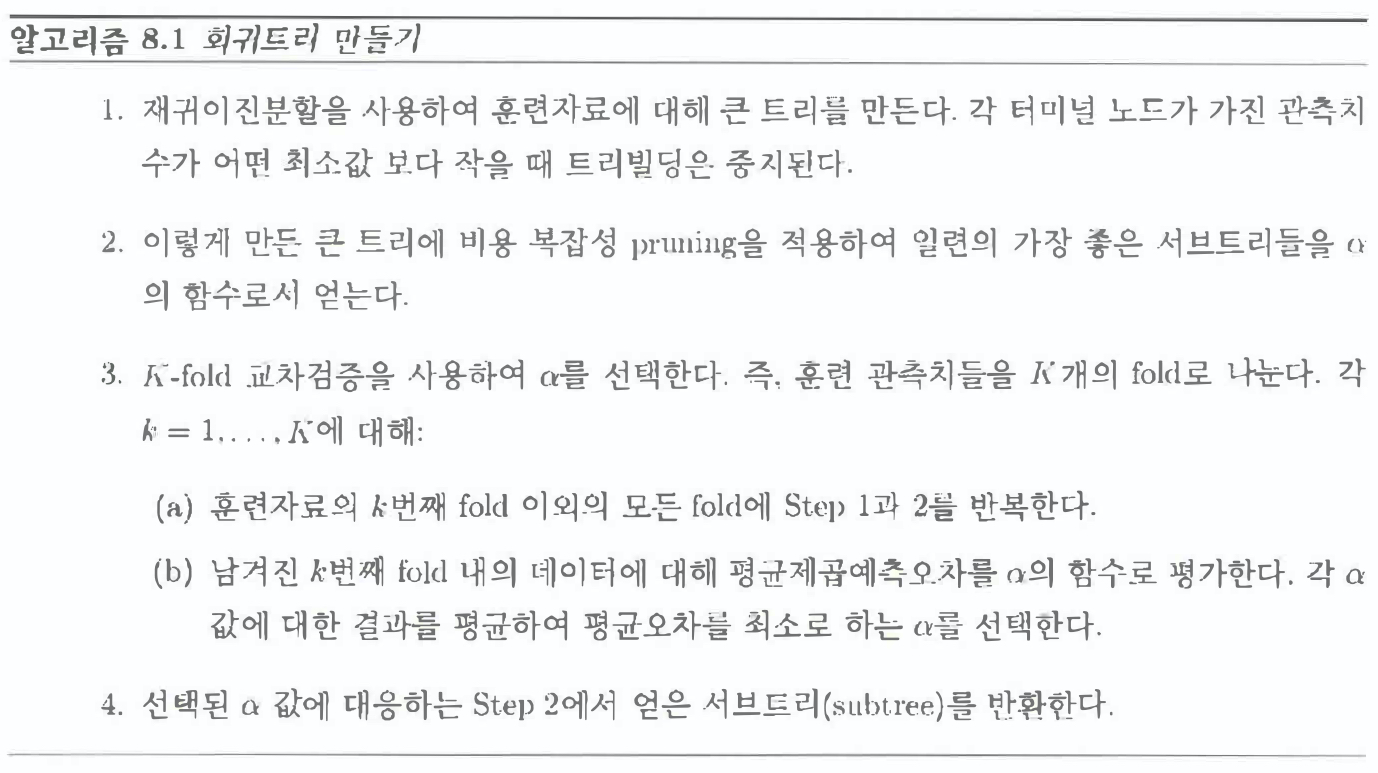 알고리즘 8.1 회귀트리 만들기
1. 재귀이진분할을 사용하여 훈련자료에 대해 큰 트리를 만든다. 각 터미널 노드가 가진 관측치
수가 어떤 최소값 보다 작을 때 트리빌딩은 중지된다.
2. 이렇게 만든 큰 트리에 비용 복잡성 pruning을 적용하여 일련의 가장 좋은 서브트리들을 α
의 함수로서 얻는다.
3. K-fold 교차검증을 사용하여 α를 선택한다. 즉, 훈련 관측치들을 K개의 fold로 나눈다. 각
k = 1, . . . , K에 대해:
(a) 훈련자료의 k번째 fold 이외의 모든 fold에 Step 1과 2를 반복한다.
(b) 남겨진 k번째 fold 내의 데이터에 대해 평균제곱예측오차를 α의 함수로 평가한다. 각 α
값에 대한 결과를 평균하여 평균오차를 최소로 하는 α를 선택한다.
4. 선택된 α 값에 대응하는 Step 2에서 얻은 서브트리(subtree)를 반환한다.